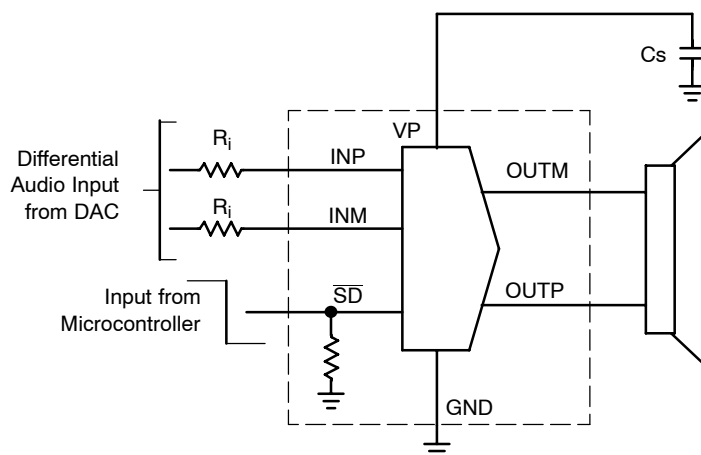 Cs
VP
Differential
Audio Input
from DAC
Ri
INP
OUTM
Ri
INM
Input from
Microcontroller
SD
OUTP
GND